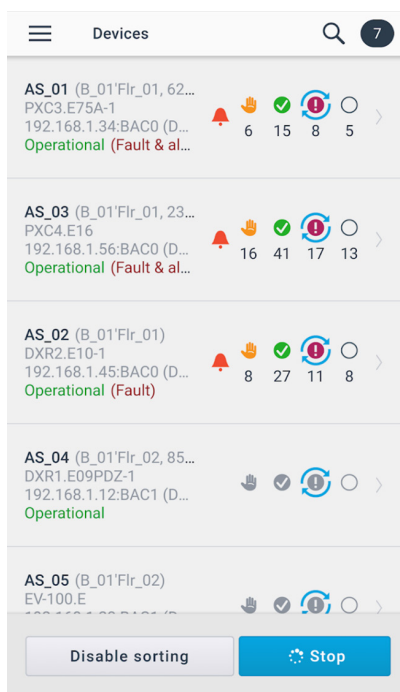 Devices 7
AS_01 (B_01'Flr_01, 62...
PXC3.E75A-1
192.168.1.34:BAC0 (D...
Operational (Fault & al...
6 15 8 5
AS_03 (B_01'Flr_01, 23...
PXC4.E16
192.168.1.56:BAC0 (D...
Operational (Fault & al...
16 41 17 13
AS_02 (B_01'Flr_01)
DXR2.E10-1
192.168.1.45:BAC0 (D...
Operational (Fault)
8 27 11 8
AS_04 (B_01'Flr_02, 85...
DXR1.E09PDZ-1
192.168.1.12:BAC1 (D...
Operational
AS_05 (B_01'Flr_02)
EV-100.E
Disable sorting Stop